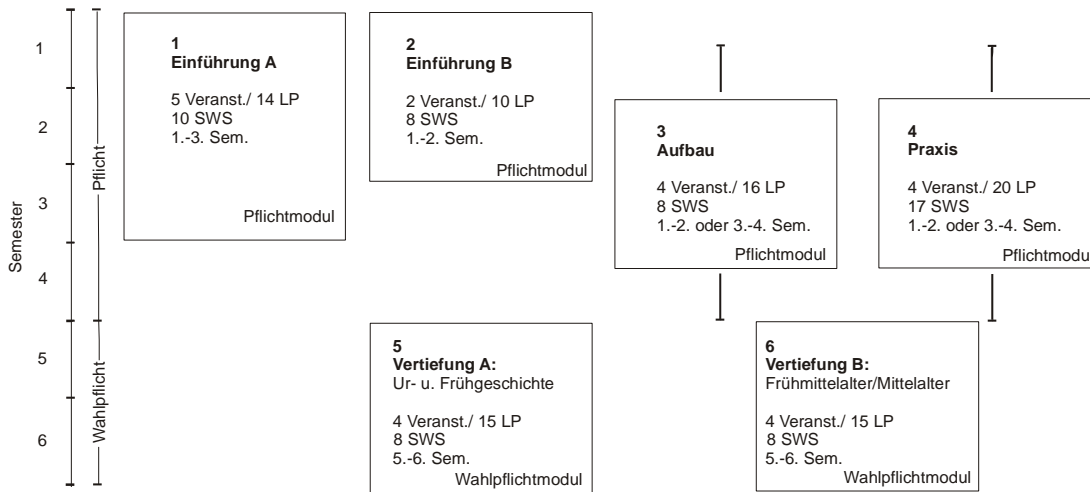 Semester
1
2
3
4
5
6
Pflicht
Wahlpflicht
1
Einführung A
5 Veranst./ 14 LP
10 SWS
1.-3. Sem.
Pflichtmodul
2
Einführung B
2 Veranst./ 10 LP
8 SWS
1.-2. Sem.
Pflichtmodul
3
Aufbau
4 Veranst./ 16 LP
8 SWS
1.-2. oder 3.-4. Sem.
Pflichtmodul
4
Praxis
4 Veranst./ 20 LP
17 SWS
1.-2. oder 3.-4. Sem.
Pflichtmodul
5
Vertiefung A:
Ur- u. Frühgeschichte
4 Veranst./ 15 LP
8 SWS
5.-6. Sem.
Wahlpflichtmodul
6
Vertiefung B:
Frühmittelalter/Mittelalter
4 Veranst./ 15 LP
8 SWS
5.-6. Sem.
Wahlpflichtmodul